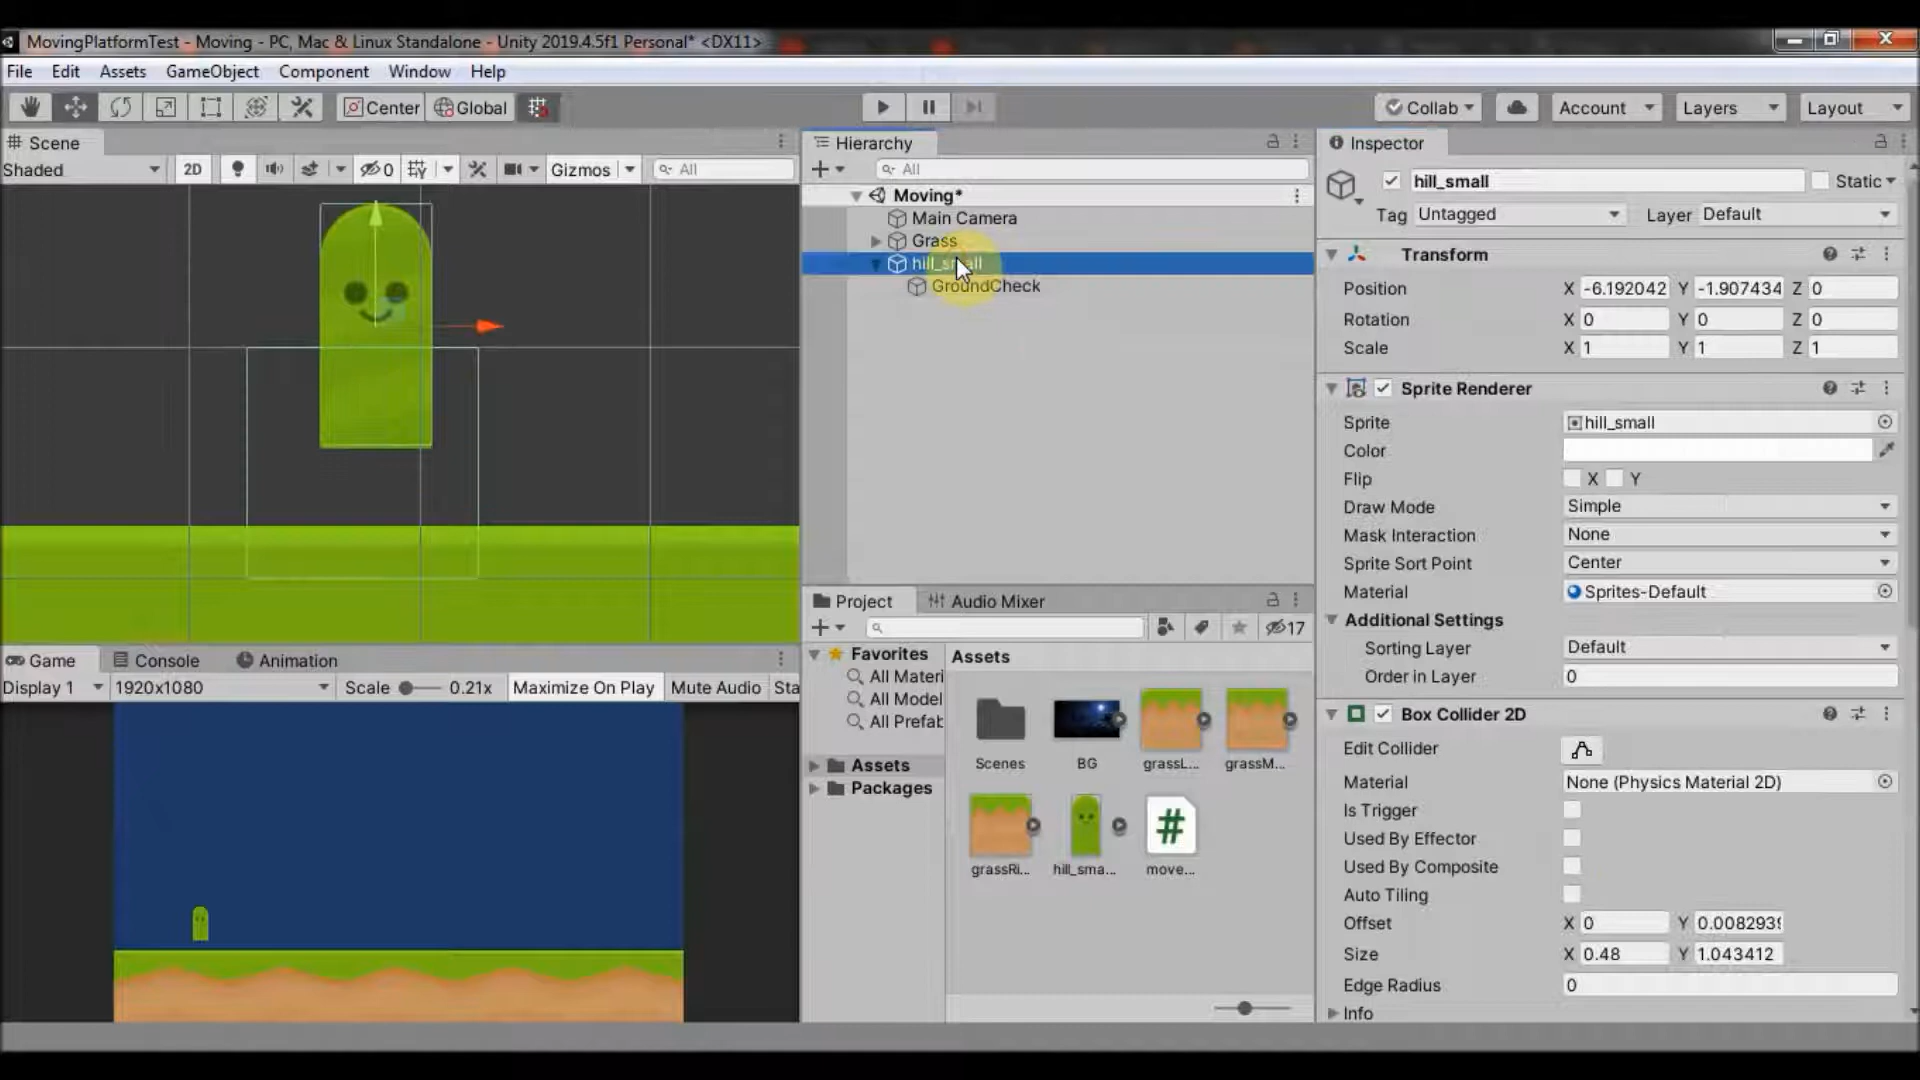 MovingPlatformTest - Moving - PC, Mac & Linux Standalone - Unity 2019.4.5f1 Personal* <DX11>
File Edit Assets GameObject Component Window Help
Center Global Collab Account Layers Layout
Scene
Shaded 2D 0 Gizmos All
Hierarchy
All
Moving*
Main Camera
Grass
hill_small
GroundCheck
Inspector
hill_small Static
Tag Untagged Layer Default
Transform
Position X -6.192042 Y -1.907434 Z 0
Rotation X 0 Y 0 Z 0
Scale X 1 Y 1 Z 1
Sprite Renderer
Sprite hill_small
Color
Flip X Y
Draw Mode Simple
Mask Interaction None
Sprite Sort Point Center
Material Sprites-Default
Additional Settings
Sorting Layer Default
Order in Layer 0
Box Collider 2D
Edit Collider
Material None (Physics Material 2D)
Is Trigger
Used By Effector
Used By Composite
Auto Tiling
Offset X 0 Y 0.008293
Size X 0.48 Y 1.043412
Edge Radius 0
Info
Game Console Animation
Display 1 1920x1080 Scale 0.21x Maximize On Play Mute Audio Sta
Project Audio Mixer
17
Favorites
All Materi
All Model
All Prefab
Assets
Packages
Assets
Scenes BG grassL... grassM...
grassRi... hill_sma... move...
#